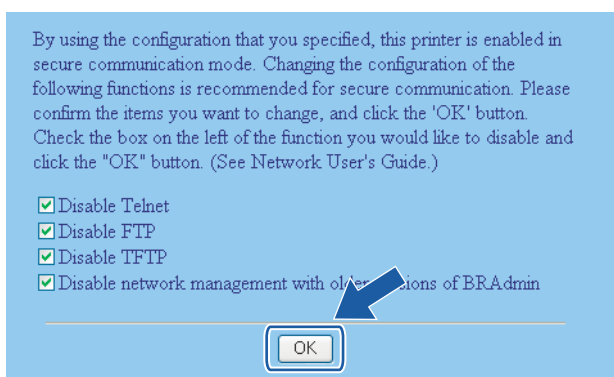 By using the configuration that you specified, this printer is enabled in
secure communication mode. Changing the configuration of the
following functions is recommended for secure communication. Please
confirm the items you want to change, and click the 'OK' button.
Check the box on the left of the function you would like to disable and
click the "OK" button. (See Network User's Guide.)
Disable Telnet
Disable FTP
Disable TFTP
Disable network management with older versions of BRAdmin
OK